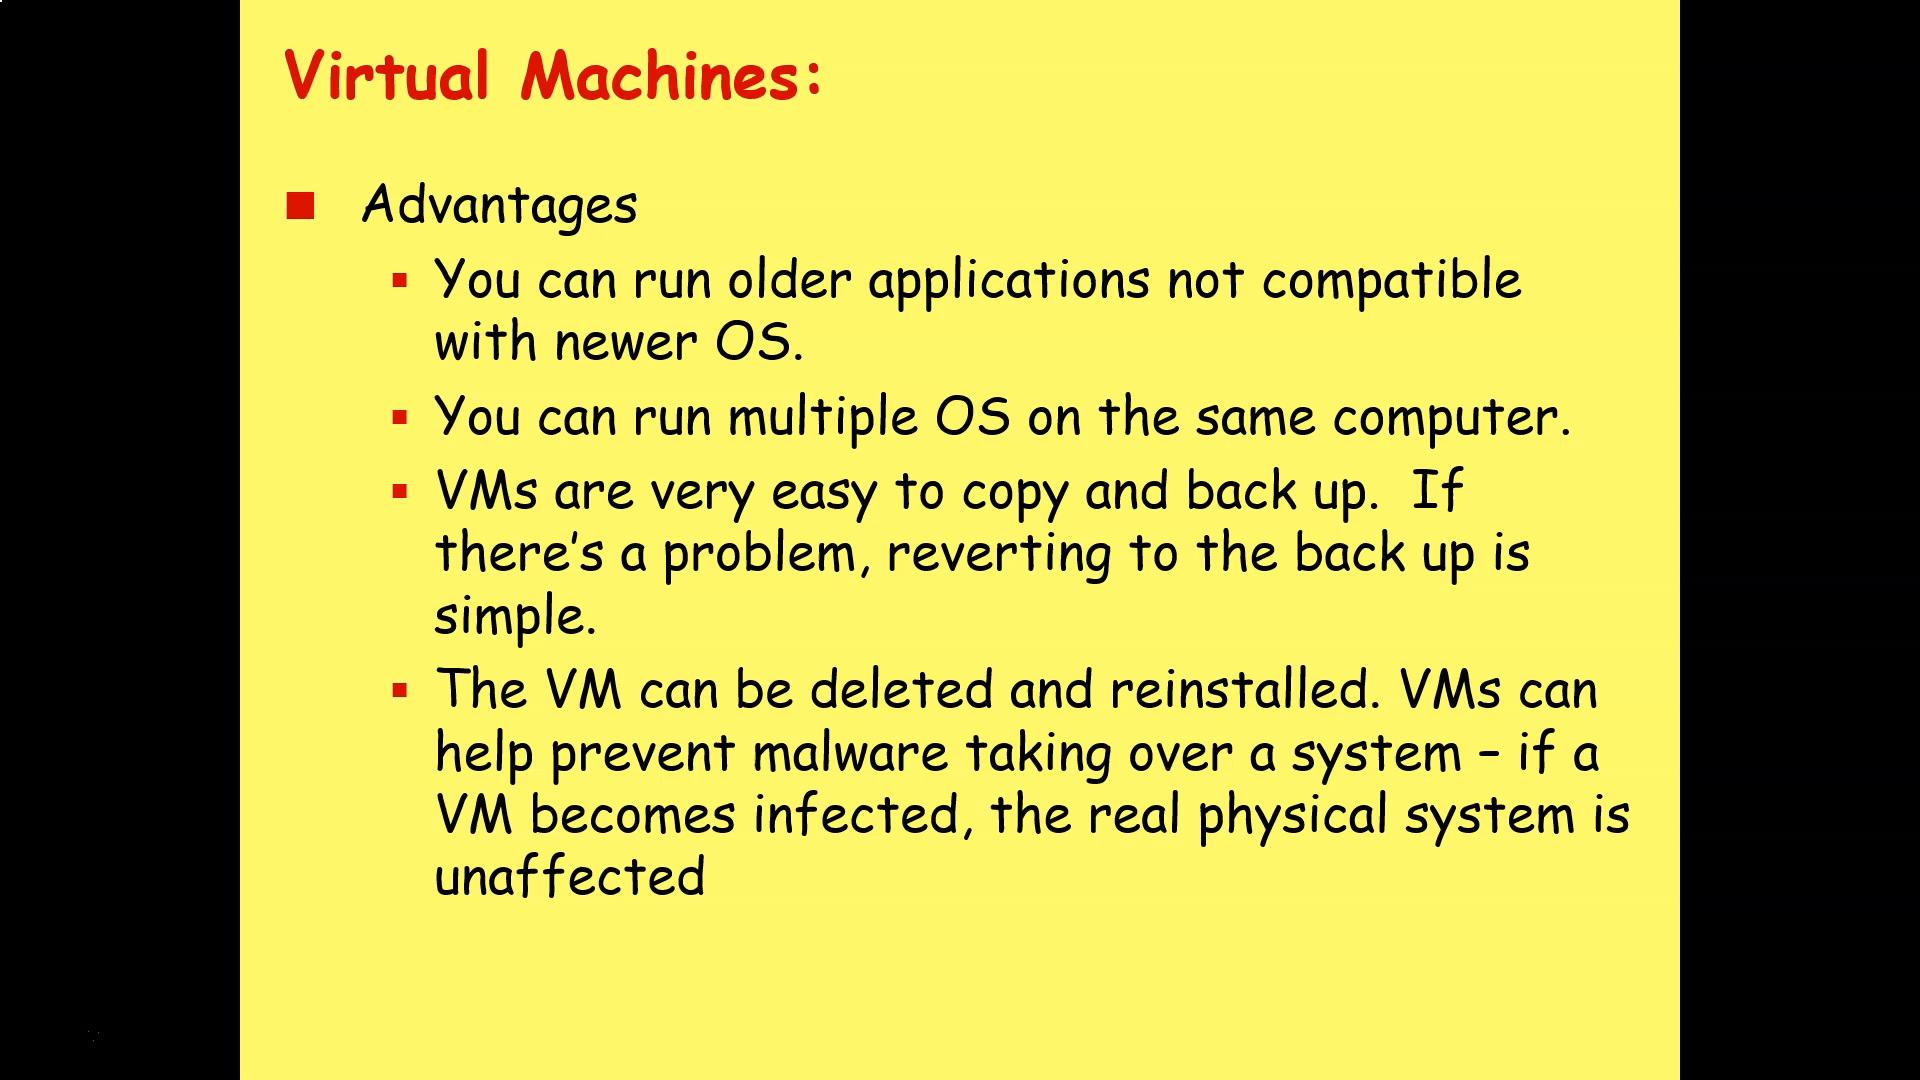 Virtual Machines:
Advantages
You can run older applications not compatible
with newer OS.
You can run multiple OS on the same computer.
VMs are very easy to copy and back up.  If
there’s a problem, reverting to the back up is
simple.
The VM can be deleted and reinstalled. VMs can
help prevent malware taking over a system – if a
VM becomes infected, the real physical system is
unaffected